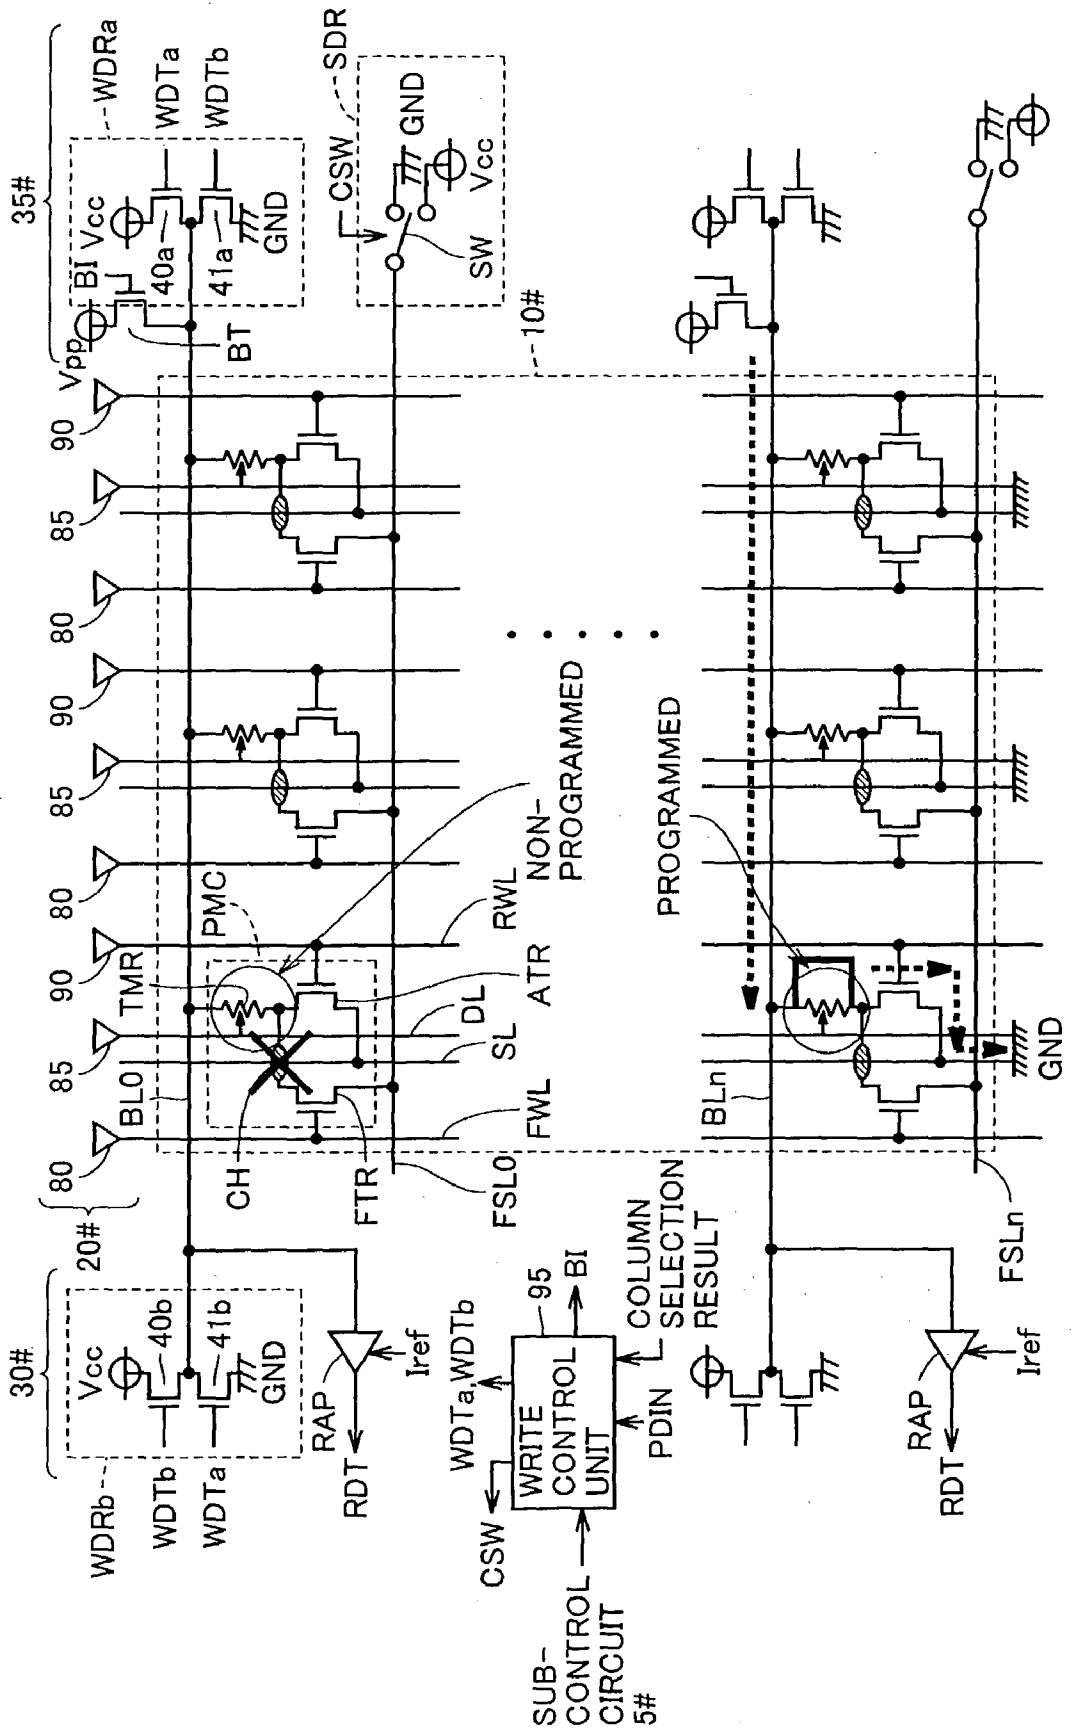 35#
WDRa
WDTa
WDTb
Vpp
BI
Vcc
40a
41a
GND
BT
CSW
SDR
GND
Vcc
SW
10#
90
85
80
90
85
80
90
85
80
20#
TMR
PMC
RWL
NON-
PROGRAMMED
PROGRAMMED
BL0
DL
ATR
SL
FWL
CH
FTR
FSL0
BLn
GND
FSLn
30#
Vcc
40b
41b
GND
WDRb
WDTb
WDTa
RAP
Iref
RDT
WDTa,WDTb
95
BI
CSW
WRITE
CONTROL
UNIT
PDIN
COLUMN
SELECTION
RESULT
SUB-
CONTROL
CIRCUIT
5#
RAP
Iref
RDT